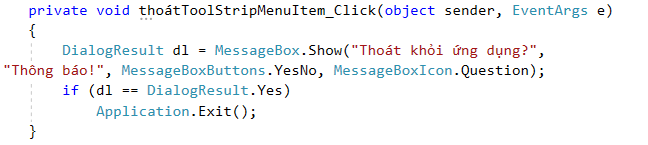 private void thoátToolStripMenuItem_Click(object sender, EventArgs e)
{
DialogResult dl = MessageBox.Show("Thoát khỏi ứng dụng?",
"Thông báo!", MessageBoxButtons.YesNo, MessageBoxIcon.Question);
if (dl == DialogResult.Yes)
Application.Exit();
}